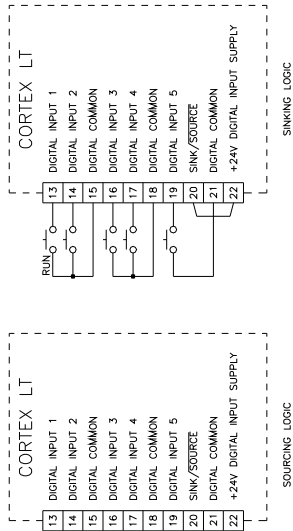 CORTEX LT
RUN
13 DIGITAL INPUT 1
14 DIGITAL INPUT 2
15 DIGITAL COMMON
16 DIGITAL INPUT 3
17 DIGITAL INPUT 4
18 DIGITAL COMMON
19 DIGITAL INPUT 5
20 SINK/SOURCE
21 DIGITAL COMMON
22 +24V DIGITAL INPUT SUPPLY
SINKING LOGIC
CORTEX LT
13 DIGITAL INPUT 1
14 DIGITAL INPUT 2
15 DIGITAL COMMON
16 DIGITAL INPUT 3
17 DIGITAL INPUT 4
18 DIGITAL COMMON
19 DIGITAL INPUT 5
20 SINK/SOURCE
21 DIGITAL COMMON
22 +24V DIGITAL INPUT SUPPLY
SOURCING LOGIC